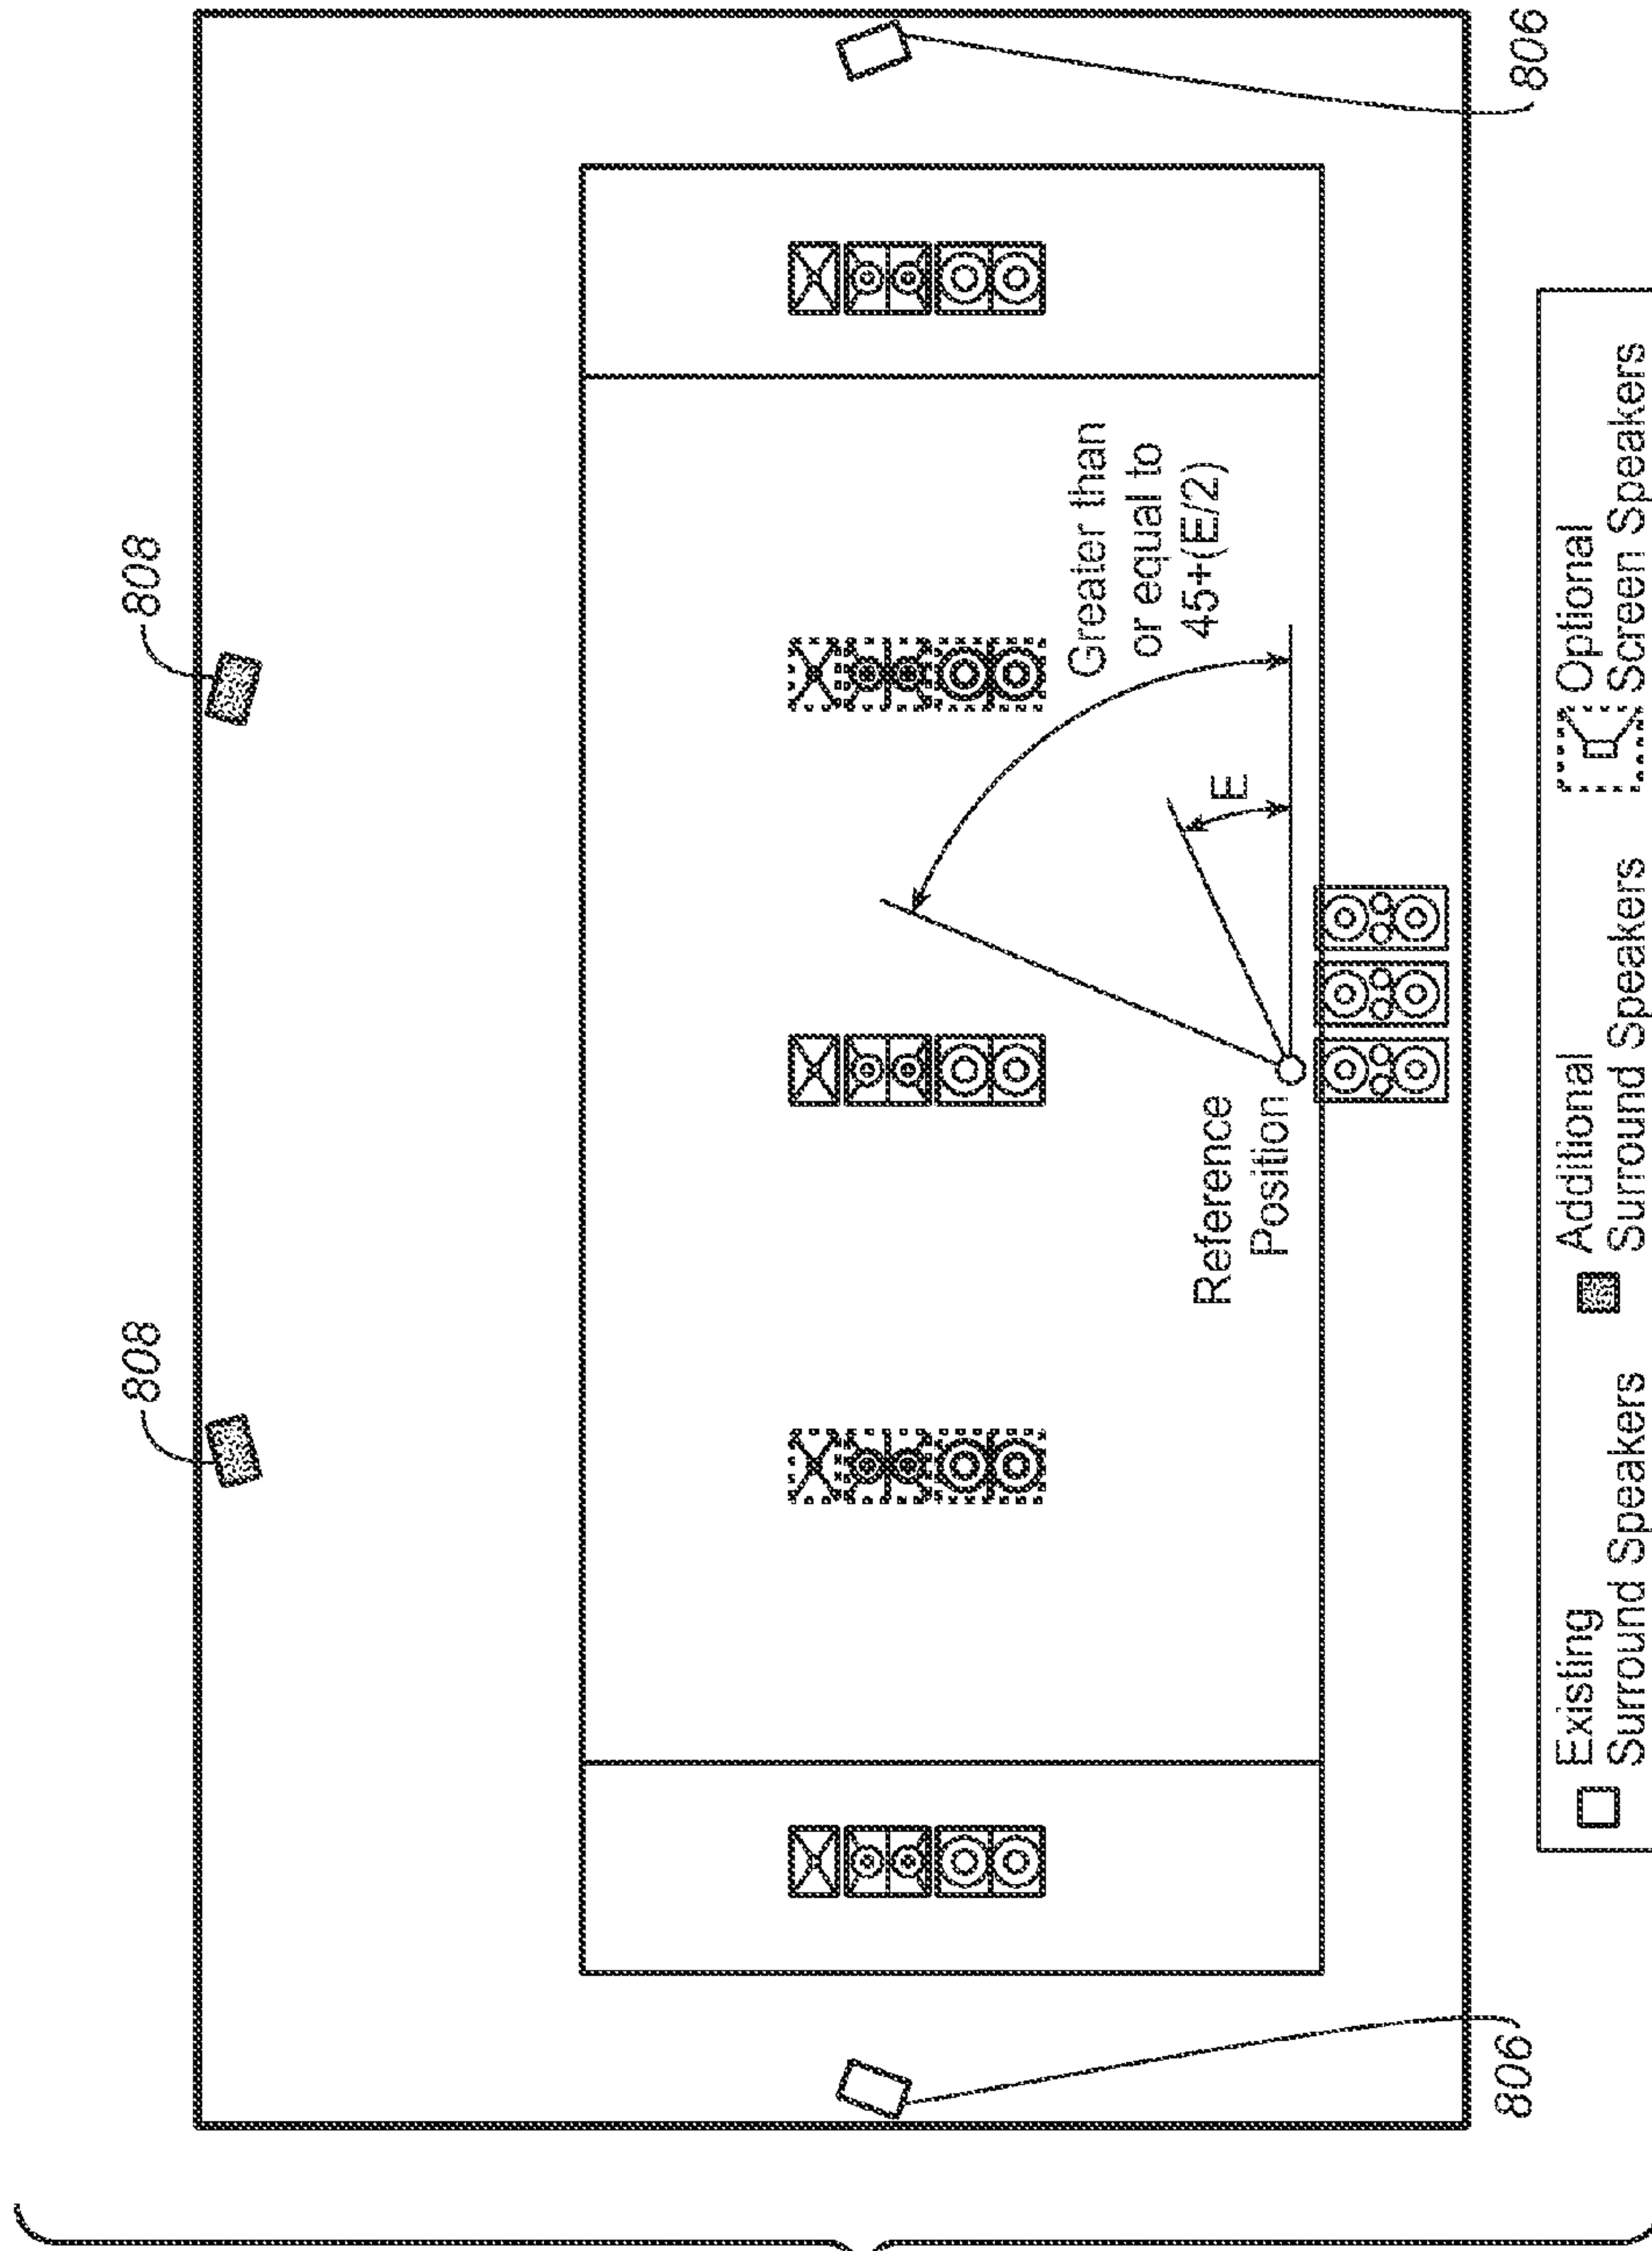 808
808
Greater than
or equal to
45+(E/2)
E
Reference
Position
806
806
Existing
Surround Speakers
Additional
Surround Speakers
Optional
Screen Speakers